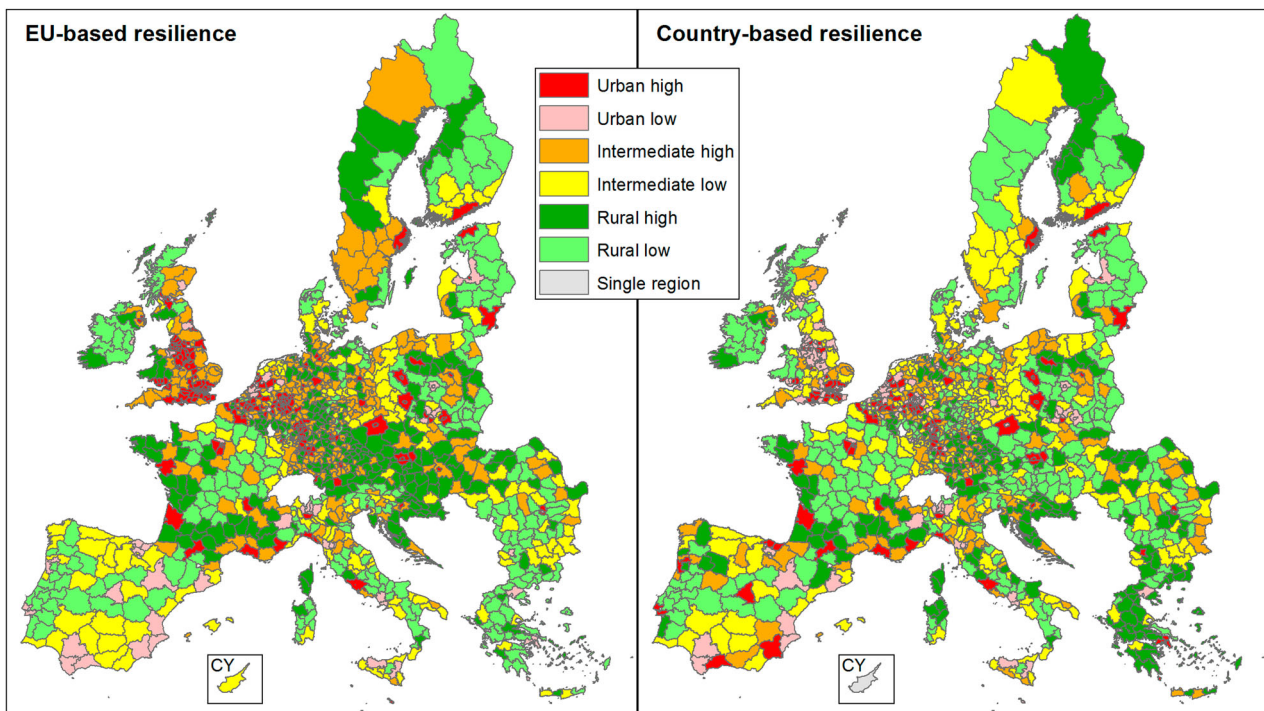 EU-based resilience
Country-based resilience
Urban high
Urban low
Intermediate high
Intermediate low
Rural high
Rural low
Single region
CY
CY